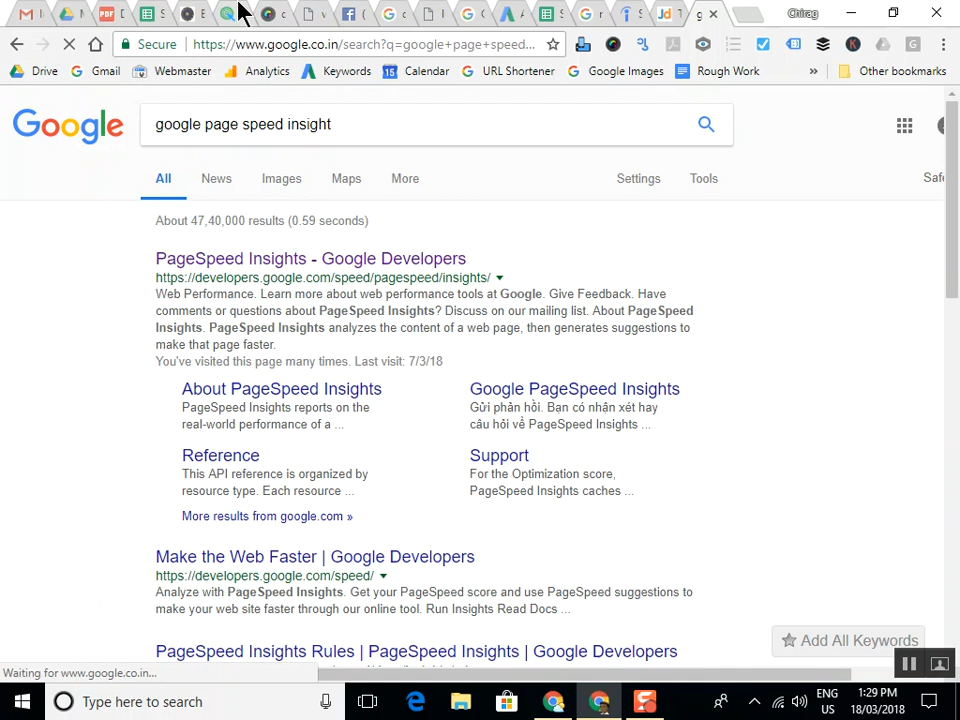 Chirag
Secure https://www.google.co.in/search?q=google+page+speed...
Drive Gmail Webmaster Analytics Keywords 15 Calendar URL Shortener Google Images Rough Work » Other bookmarks
Google google page speed insight
All News Images Maps More Settings Tools Safe
About 47,40,000 results (0.59 seconds)
PageSpeed Insights - Google Developers
https://developers.google.com/speed/pagespeed/insights/
Web Performance. Learn more about web performance tools at Google. Give Feedback. Have
comments or questions about PageSpeed Insights? Discuss on our mailing list. About PageSpeed
Insights. PageSpeed Insights analyzes the content of a web page, then generates suggestions to
make that page faster.
You've visited this page many times. Last visit: 7/3/18
About PageSpeed Insights
PageSpeed Insights reports on the
real-world performance of a ...
Google PageSpeed Insights
Gửi phản hồi. Bạn có nhận xét hay
câu hỏi về PageSpeed Insights ...
Reference
This API reference is organized by
resource type. Each resource ...
Support
For the Optimization score,
PageSpeed Insights caches ...
More results from google.com »
Make the Web Faster | Google Developers
https://developers.google.com/speed/
Analyze with PageSpeed Insights. Get your PageSpeed score and use PageSpeed suggestions to
make your web site faster through our online tool. Run Insights Read Docs ...
Add All Keywords
PageSpeed Insights Rules | PageSpeed Insights | Google Developers
Waiting for www.google.co.in...
Type here to search
ENG
US
1:29 PM
18/03/2018